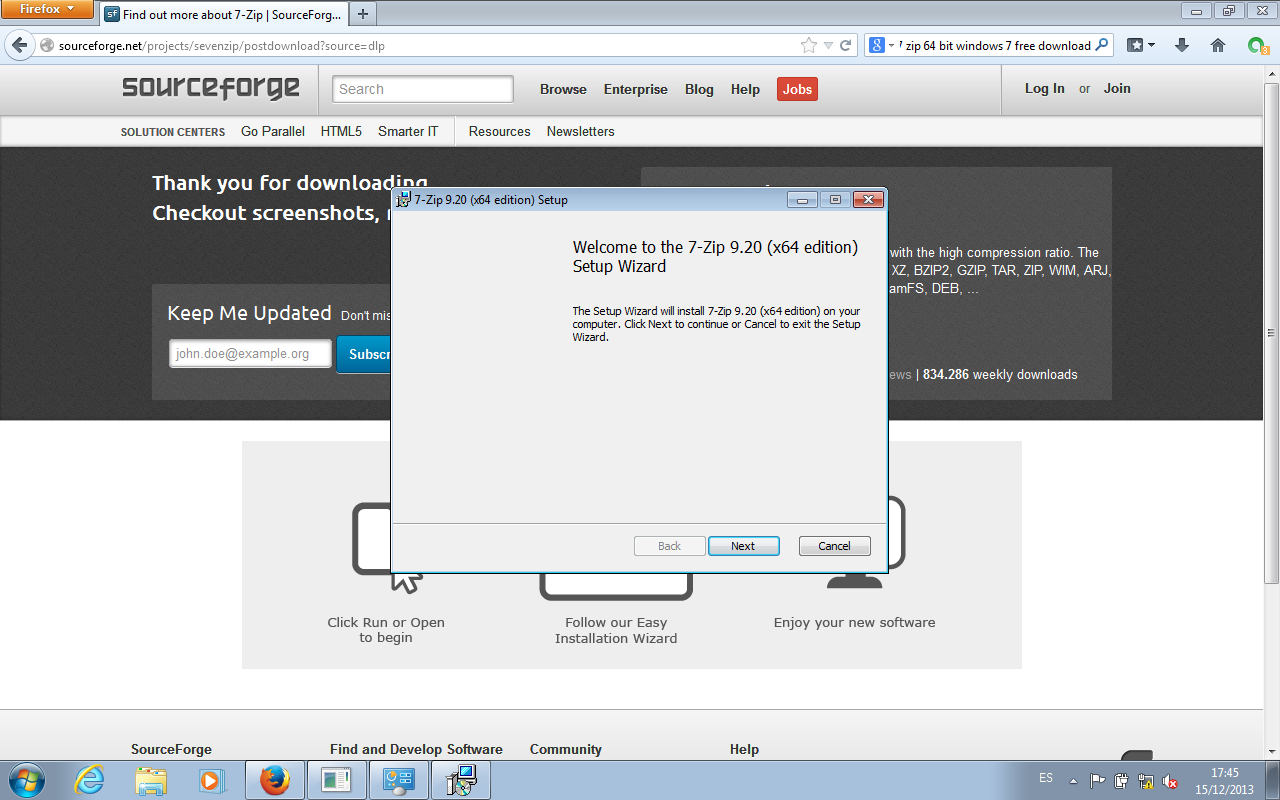 Firefox
Find out more about 7-Zip | SourceForg...
sourceforge.net/projects/sevenzip/postdownload?source=dlp
zip 64 bit windows 7 free download
sourceforge
Search
Browse
Enterprise
Blog
Help
Jobs
Log In or Join
SOLUTION CENTERS
Go Parallel
HTML5
Smarter IT
Resources
Newsletters
Thank you for downloading
Checkout screenshots,
with the high compression ratio. The
XZ, BZIP2, GZIP, TAR, ZIP, WIM, ARJ,
amFS, DEB, ...
Keep Me Updated Don't mis
john.doe@example.org
Subscr
ews | 834.286 weekly downloads
7-Zip 9.20 (x64 edition) Setup
Welcome to the 7-Zip 9.20 (x64 edition)
Setup Wizard
The Setup Wizard will install 7-Zip 9.20 (x64 edition) on your
computer. Click Next to continue or Cancel to exit the Setup
Wizard.
Back
Next
Cancel
Click Run or Open
to begin
Follow our Easy
Installation Wizard
Enjoy your new software
SourceForge
Find and Develop Software
Community
Help
ES
17:45
15/12/2013